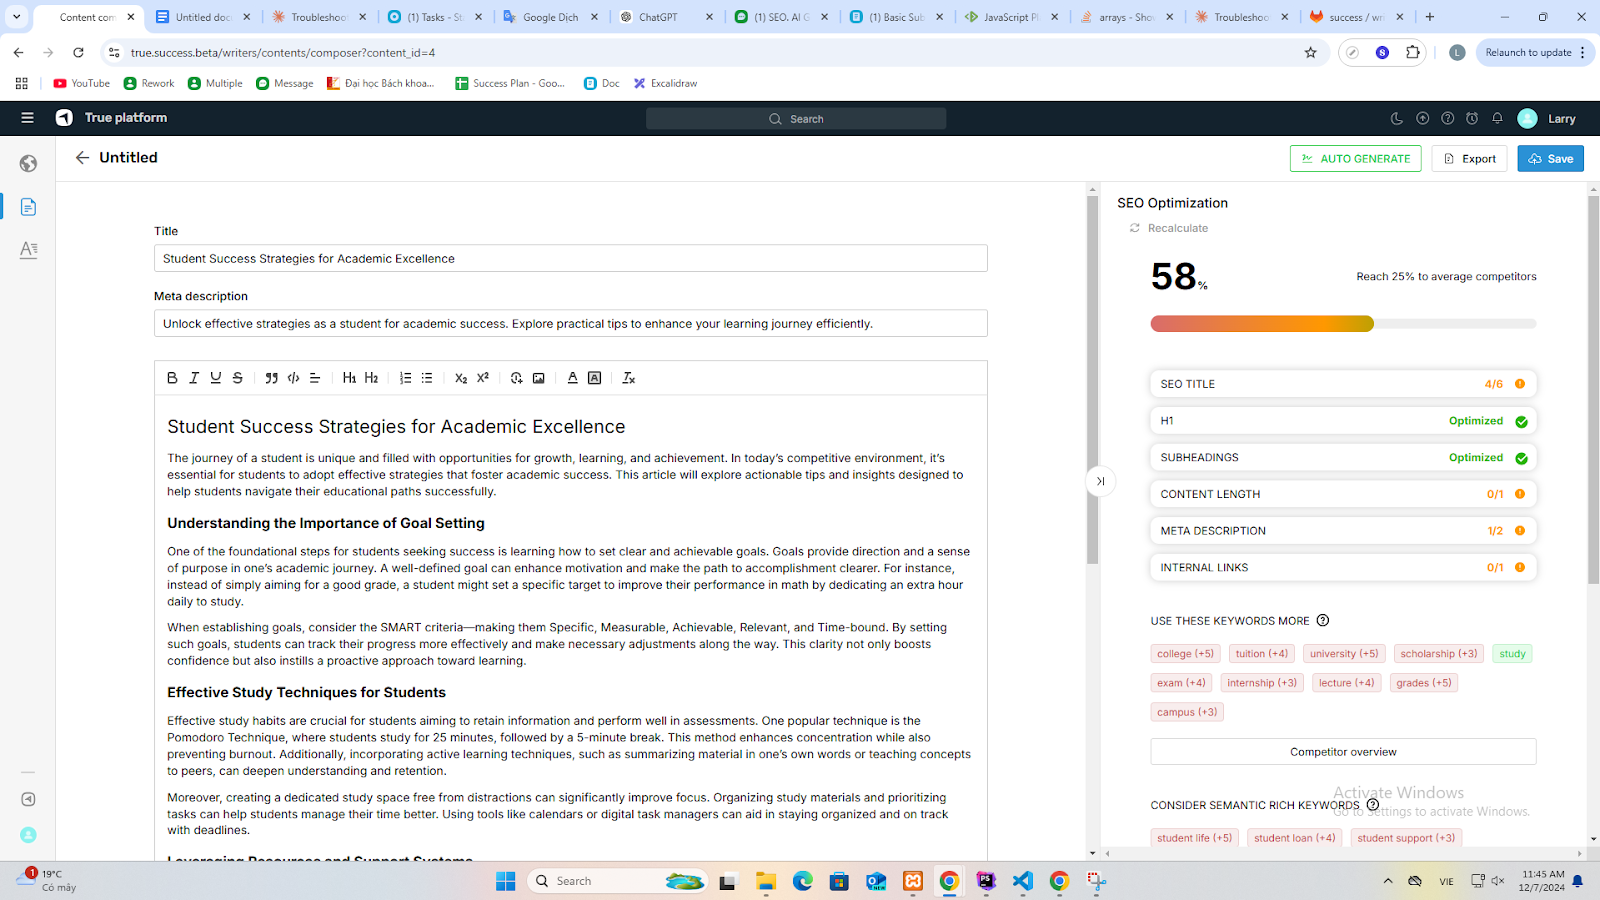 Content com
Untitled doc
Troubleshoot
(1) Tasks - St
Google Dịch
ChatGPT
(1) SEO. AI G
(1) Basic Sub
JavaScript Pl
arrays - Sho
Troubleshoo
success / wr
true.success.beta/writers/contents/composer?content_id=4
S
L
Relaunch to update
YouTube
Rework
Multiple
Message
Đại học Bách khoa...
Success Plan - Goo...
Doc
Excalidraw
True platform
Search
Larry
Untitled
AUTO GENERATE
Export
Save
Title
Student Success Strategies for Academic Excellence
Meta description
Unlock effective strategies as a student for academic success. Explore practical tips to enhance your learning journey efficiently.
Student Success Strategies for Academic Excellence
The journey of a student is unique and filled with opportunities for growth, learning, and achievement. In today's competitive environment, it's
essential for students to adopt effective strategies that foster academic success. This article will explore actionable tips and insights designed to
help students navigate their educational paths successfully.
Understanding the Importance of Goal Setting
One of the foundational steps for students seeking success is learning how to set clear and achievable goals. Goals provide direction and a sense
of purpose in one's academic journey. A well-defined goal can enhance motivation and make the path to accomplishment clearer. For instance,
instead of simply aiming for a good grade, a student might set a specific target to improve their performance in math by dedicating an extra hour
daily to study.
When establishing goals, consider the SMART criteria—making them Specific, Measurable, Achievable, Relevant, and Time-bound. By setting
such goals, students can track their progress more effectively and make necessary adjustments along the way. This clarity not only boosts
confidence but also instills a proactive approach toward learning.
Effective Study Techniques for Students
Effective study habits are crucial for students aiming to retain information and perform well in assessments. One popular technique is the
Pomodoro Technique, where students study for 25 minutes, followed by a 5-minute break. This method enhances concentration while also
preventing burnout. Additionally, incorporating active learning techniques, such as summarizing material in one's own words or teaching concepts
to peers, can deepen understanding and retention.
Moreover, creating a dedicated study space free from distractions can significantly improve focus. Organizing study materials and prioritizing
tasks can help students manage their time better. Using tools like calendars or digital task managers can aid in staying organized and on track
with deadlines.
Leveraging Resources and Support Systems
SEO Optimization
Recalculate
58%
Reach 25% to average competitors
SEO TITLE 4/6
H1 Optimized
SUBHEADINGS Optimized
CONTENT LENGTH 0/1
META DESCRIPTION 1/2
INTERNAL LINKS 0/1
USE THESE KEYWORDS MORE
college (+5) tuition (+4) university (+5) scholarship (+3) study
exam (+4) internship (+3) lecture (+4) grades (+5)
campus (+3)
Competitor overview
CONSIDER SEMANTIC RICH KEYWORDS
student life (+5) student loan (+4) student support (+3)
Activate Windows
Go to Settings to activate Windows.
1
19°C
Có mây
Search
VIE
11:45 AM
12/7/2024